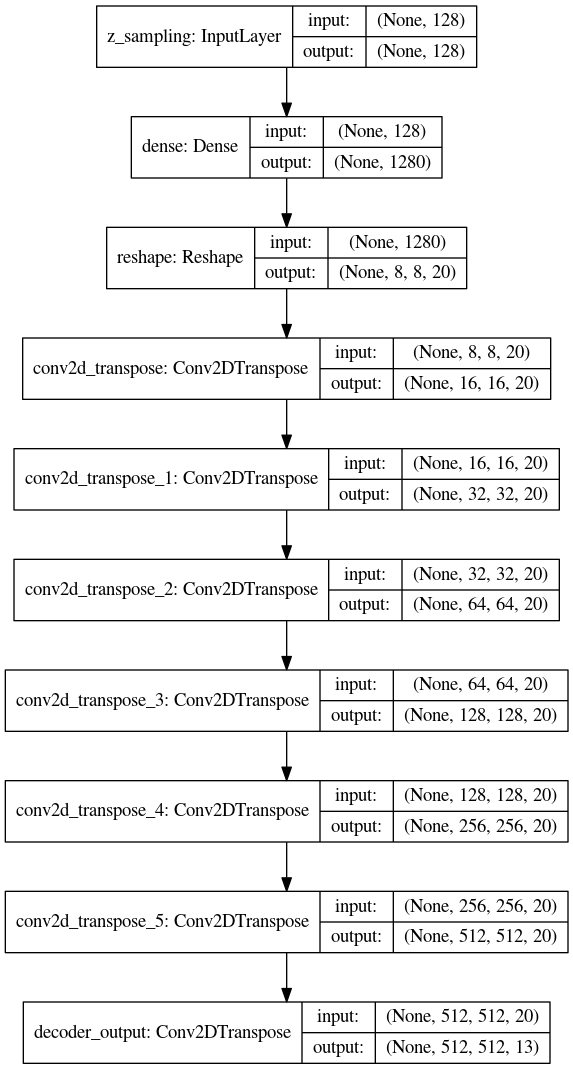 z_sampling: InputLayer
input: (None, 128)
output: (None, 128)
dense: Dense
input: (None, 128)
output: (None, 1280)
reshape: Reshape
input: (None, 1280)
output: (None, 8, 8, 20)
conv2d_transpose: Conv2DTranspose
input: (None, 8, 8, 20)
output: (None, 16, 16, 20)
conv2d_transpose_1: Conv2DTranspose
input: (None, 16, 16, 20)
output: (None, 32, 32, 20)
conv2d_transpose_2: Conv2DTranspose
input: (None, 32, 32, 20)
output: (None, 64, 64, 20)
conv2d_transpose_3: Conv2DTranspose
input: (None, 64, 64, 20)
output: (None, 128, 128, 20)
conv2d_transpose_4: Conv2DTranspose
input: (None, 128, 128, 20)
output: (None, 256, 256, 20)
conv2d_transpose_5: Conv2DTranspose
input: (None, 256, 256, 20)
output: (None, 512, 512, 20)
decoder_output: Conv2DTranspose
input: (None, 512, 512, 20)
output: (None, 512, 512, 13)